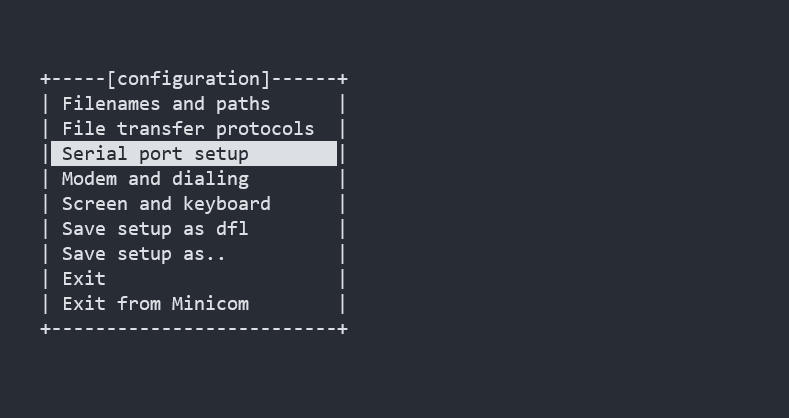 +-----[configuration]------+
| Filenames and paths      |
| File transfer protocols  |
| Serial port setup        |
| Modem and dialing        |
| Screen and keyboard      |
| Save setup as dfl        |
| Save setup as..          |
| Exit                     |
| Exit from Minicom        |
+--------------------------+